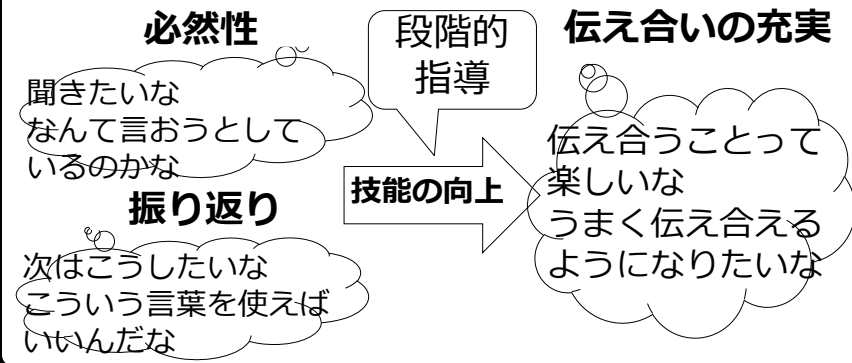 必然性
聞きたいな
なんて言おうとして
いるのかな
振り返り
次はこうしたいな
こういう言葉を使えば
いいんだな
段階的
指導
技能の向上
伝え合いの充実
伝え合うことって
楽しいな
うまく伝え合える
ようになりたいな